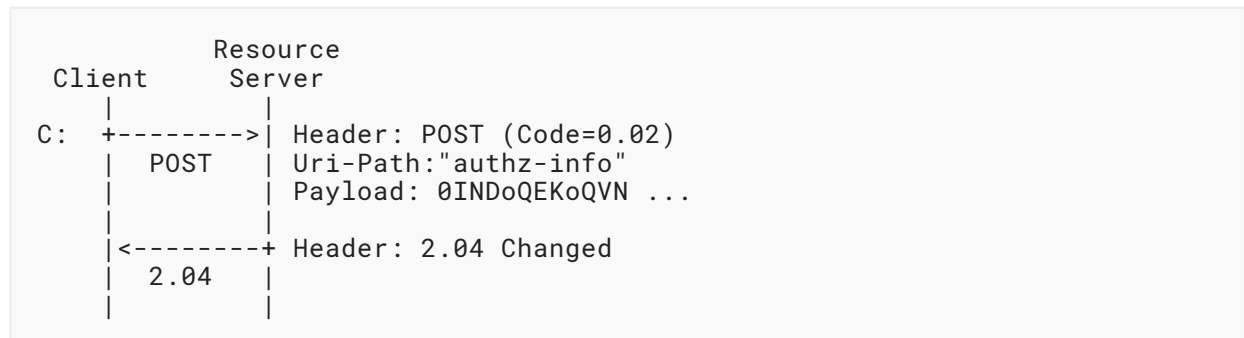 Resource
 Client     Server
    |         |
C:  +-------->| Header: POST (Code=0.02)
    |  POST   | Uri-Path:"authz-info"
    |         | Payload: 0INDoQEKoQVN ...
    |         |
    |<--------+ Header: 2.04 Changed
    |  2.04   |
    |         |